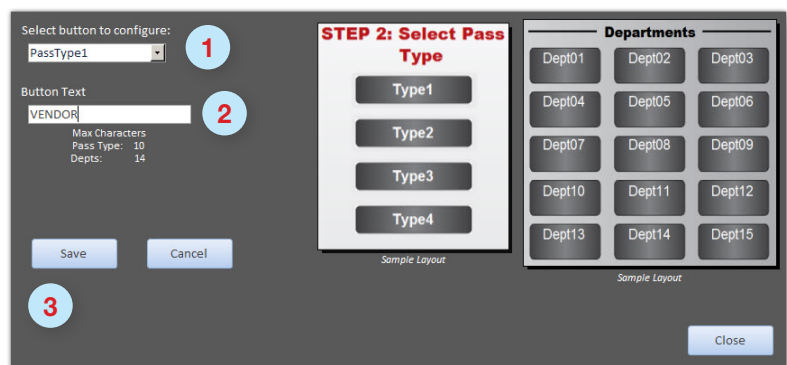 Select button to configure:
PassType1
1
Button Text
VENDOR
2
Max Characters
Pass Type: 10
Depts: 14
Save
Cancel
3
STEP 2: Select Pass
Type
Type1
Type2
Type3
Type4
Sample Layout
Departments
Dept01 Dept02 Dept03
Dept04 Dept05 Dept06
Dept07 Dept08 Dept09
Dept10 Dept11 Dept12
Dept13 Dept14 Dept15
Sample Layout
Close